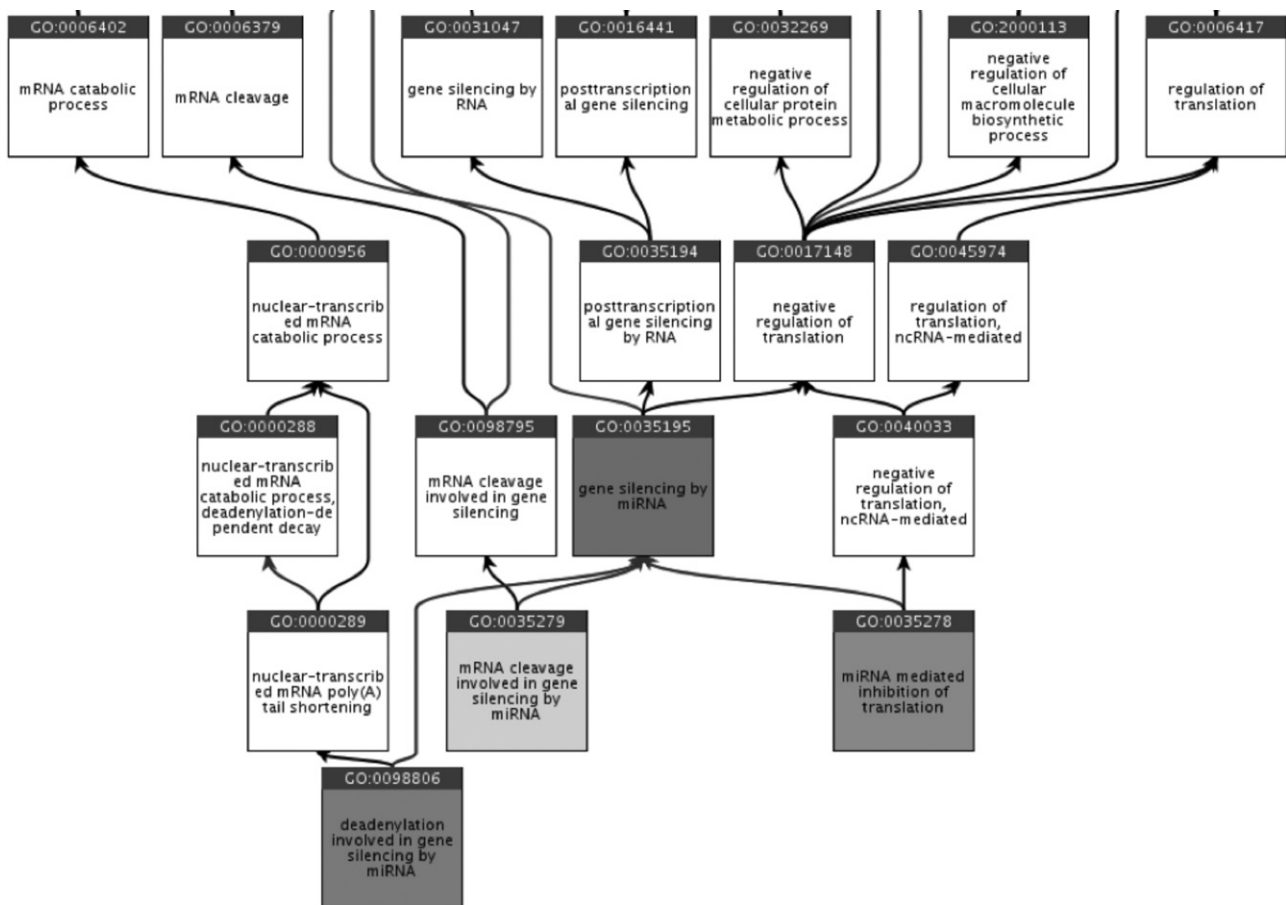 GO:0006402
mRNA catabolic
process
GO:0006379
mRNA cleavage
GO:0031047
gene silencing by
RNA
GO:0016441
posttranscription
al gene silencing
GO:0032269
negative
regulation of
cellular protein
metabolic process
GO:2000113
negative
regulation of
cellular
macromolecule
biosynthetic
process
GO:0006417
regulation of
translation
GO:0000956
nuclear-transcrib
ed mRNA
catabolic process
GO:0035194
posttranscription
al gene silencing
by RNA
GO:0017148
negative
regulation of
translation
GO:0045974
regulation of
translation,
ncRNA-mediated
GO:0000288
nuclear-transcrib
ed mRNA
catabolic process,
deadenylation-de
pendent decay
GO:0098795
mRNA cleavage
involved in gene
silencing
GO:0035195
gene silencing by
miRNA
GO:0040033
negative
regulation of
translation,
ncRNA-mediated
GO:0000289
nuclear-transcrib
ed mRNA poly(A)
tail shortening
GO:0035279
mRNA cleavage
involved in gene
silencing by
miRNA
GO:0035278
miRNA mediated
inhibition of
translation
GO:0098806
deadenylation
involved in gene
silencing by
miRNA